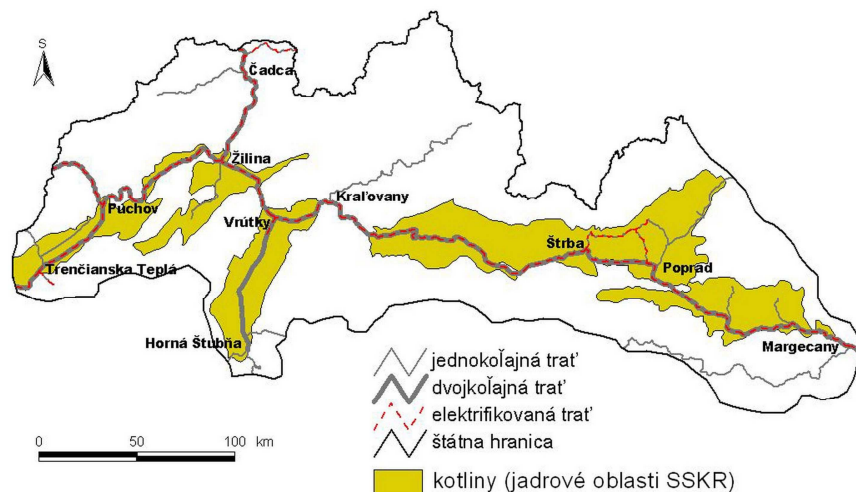 S
Čadca
Žilina
Kraľovany
Púchov
Vrútky
Štrba
Trenčianska Teplá
Poprad
Horná Štubňa
Margecany
jednokoľajná trať
dvojkoľajná trať
elektrifikovaná trať
štátna hranica
0 50 100 km
kotliny (jadrové oblasti SSKR)